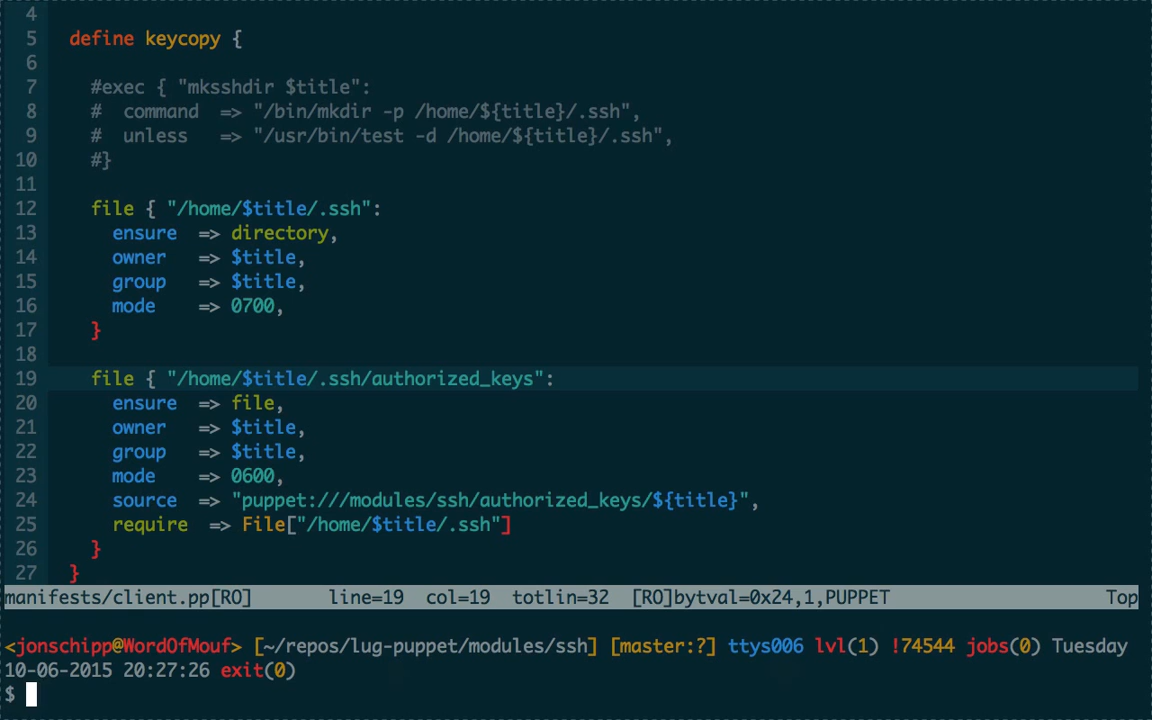 4
5 define keycopy {
6
7 #exec { "mksshdir $title":
8 # command => "/bin/mkdir -p /home/${title}/.ssh",
9 # unless => "/usr/bin/test -d /home/${title}/.ssh",
10 #}
11
12 file { "/home/$title/.ssh":
13 ensure => directory,
14 owner => $title,
15 group => $title,
16 mode => 0700,
17 }
18
19 file { "/home/$title/.ssh/authorized_keys":
20 ensure => file,
21 owner => $title,
22 group => $title,
23 mode => 0600,
24 source => "puppet:///modules/ssh/authorized_keys/${title}",
25 require => File["/home/$title/.ssh"]
26 }
27 }
manifests/client.pp[RO] line=19 col=19 totlin=32 [RO]bytval=0x24,1,PUPPET Top
<jonschipp@WordOfMouf> [~/repos/lug-puppet/modules/ssh] [master:?] ttys006 lvl(1) !74544 jobs(0) Tuesday
10-06-2015 20:27:26 exit(0)
$